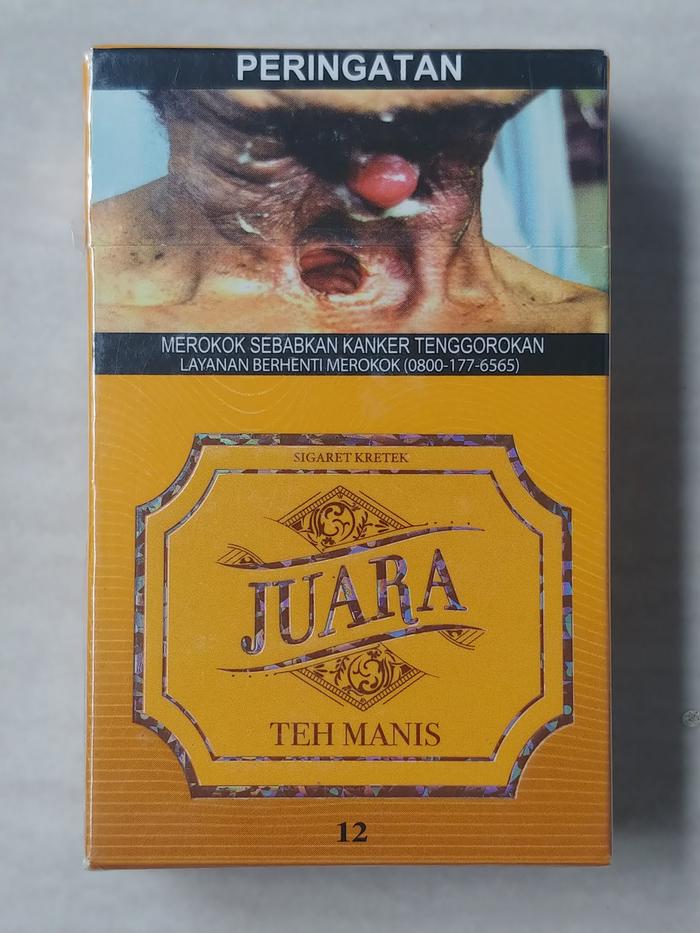 PERINGATAN
MEROKOK SEBABKAN KANKER TENGGOROKAN
LAYANAN BERHENTI MEROKOK (0800-177-6565)
SIGARET KRETEK
JUARA
TEH MANIS
12